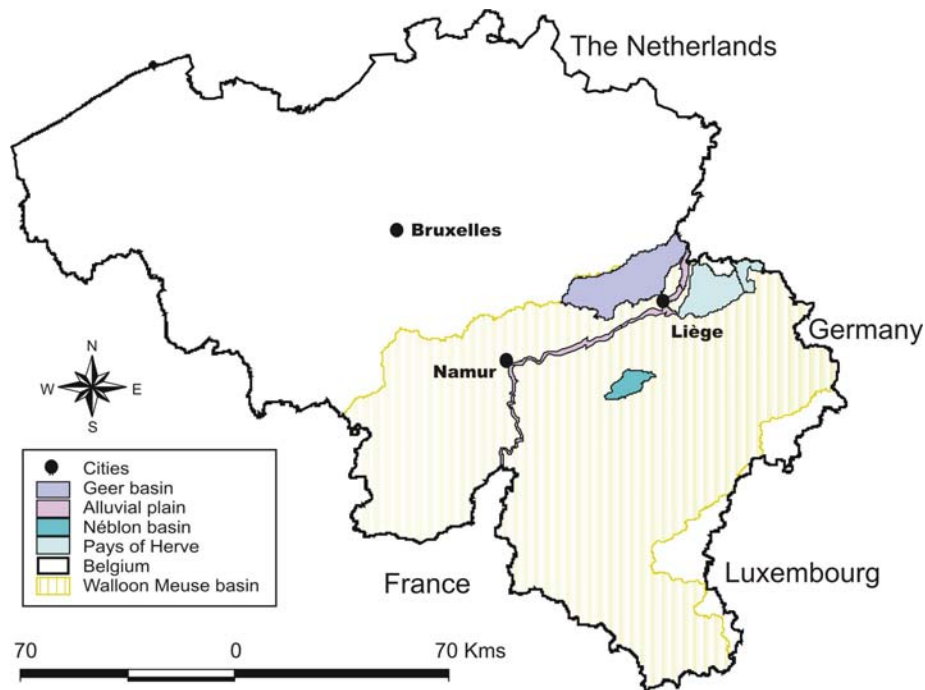 The Netherlands
Bruxelles
Liège
Germany
Namur
N
W E
S
Cities
Geer basin
Alluvial plain
Néblon basin
Pays of Herve
Belgium
Walloon Meuse basin
France
Luxembourg
70 0 70 Kms